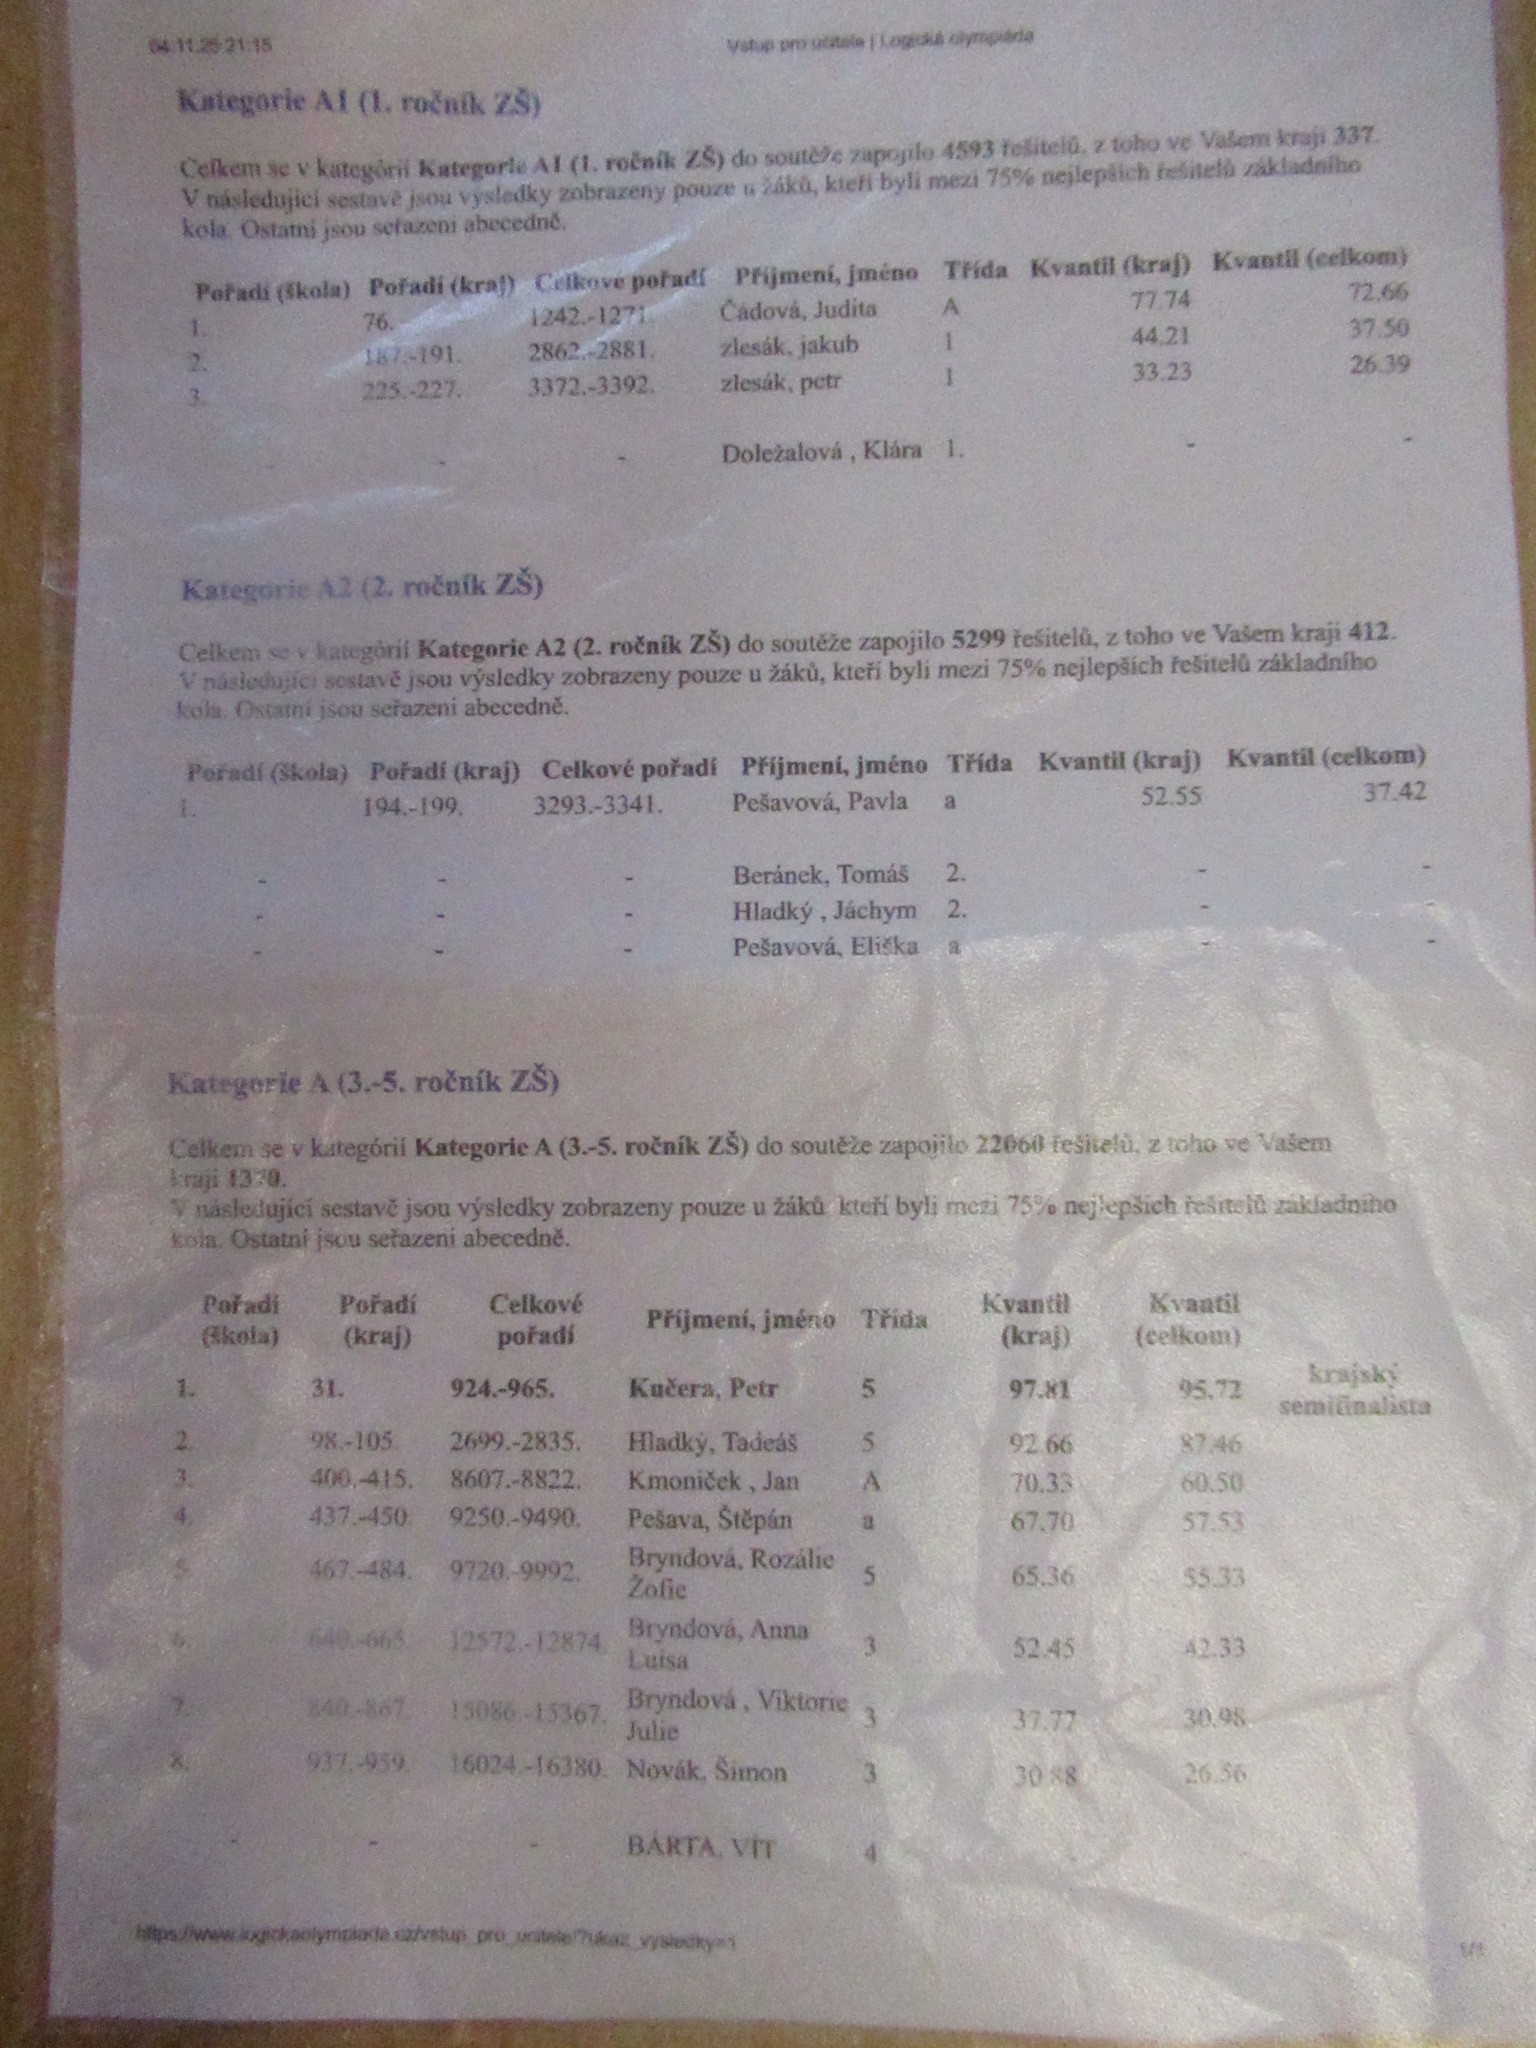 04.11.25 21:15 Vstup pro učitele | Logická olympiáda
Kategorie A1 (1. ročník ZŠ)
Celkem se v kategórii Kategorie A1 (1. ročník ZŠ) do soutěže zapojilo 4593 řešitelů, z toho ve Vašem kraji 337.
V následující sestavě jsou výsledky zobrazeny pouze u žáků, kteří byli mezi 75% nejlepších řešitelů základního
kola. Ostatní jsou seřazeni abecedně.
Pořadí (škola) Pořadí (kraj) Celkové pořadí Příjmení, jméno Třída Kvantil (kraj) Kvantil (celkom)
1. 76. 1242.-1271. Čádová, Judita A 77.74 72.66
2. 187.-191. 2862.-2881. zlesák, jakub 1 44.21 37.50
3. 225.-227. 3372.-3392. zlesák, petr 1 33.23 26.39
- - - Doležalová , Klára 1. - -
Kategorie A2 (2. ročník ZŠ)
Celkem se v kategórii Kategorie A2 (2. ročník ZŠ) do soutěže zapojilo 5299 řešitelů, z toho ve Vašem kraji 412.
V následující sestavě jsou výsledky zobrazeny pouze u žáků, kteří byli mezi 75% nejlepších řešitelů základního
kola. Ostatní jsou seřazeni abecedně.
Pořadí (škola) Pořadí (kraj) Celkové pořadí Příjmení, jméno Třída Kvantil (kraj) Kvantil (celkom)
1. 194.-199. 3293.-3341. Pešavová, Pavla a 52.55 37.42
- - - Beránek, Tomáš 2. - -
- - - Hladký , Jáchym 2. - -
- - - Pešavová, Eliška a - -
Kategorie A (3.-5. ročník ZŠ)
Celkem se v kategórii Kategorie A (3.-5. ročník ZŠ) do soutěže zapojilo 22060 řešitelů, z toho ve Vašem
kraji 1370.
V následující sestavě jsou výsledky zobrazeny pouze u žáků, kteří byli mezi 75% nejlepších řešitelů základního
kola. Ostatní jsou seřazeni abecedně.
Pořadí (škola) Pořadí (kraj) Celkové pořadí Příjmení, jméno Třída Kvantil (kraj) Kvantil (celkom)
1. 31. 924.-965. Kučera, Petr 5 97.81 95.72 krajský semifinalista
2. 98.-105. 2699.-2835. Hladký, Tadeáš 5 92.66 87.46
3. 400.-415. 8607.-8822. Kmoníček , Jan A 70.33 60.50
4. 437.-450. 9250.-9490. Pešava, Štěpán a 67.70 57.53
5. 467.-484. 9720.-9992. Bryndová, Rozálie Žofie 5 65.36 55.33
6. 640.-665. 12572.-12874. Bryndová, Anna Luisa 3 52.45 42.33
7. 840.-867. 15086.-15367. Bryndová , Viktorie Julie 3 37.77 30.98
8. 937.-959. 16024.-16380. Novák, Šimon 3 30.88 26.56
- - - BÁRTA, VÍT 4
https://www.logickaolympiada.cz/vstup_pro_ucitele/?ukaz_vysledky=1 1/1